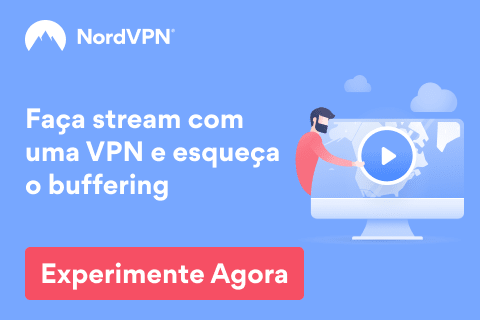 NordVPN®
Faça stream com
uma VPN e esqueça
o buffering
Experimente Agora